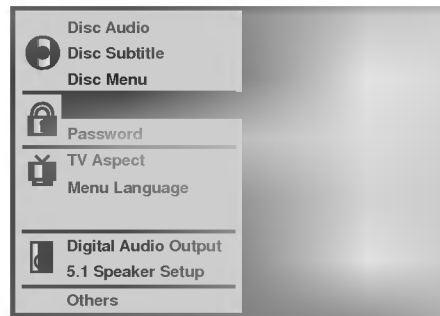 Disc Audio
Disc Subtitle
Disc Menu
Password
TV Aspect
Menu Language
Digital Audio Output
5.1 Speaker Setup
Others